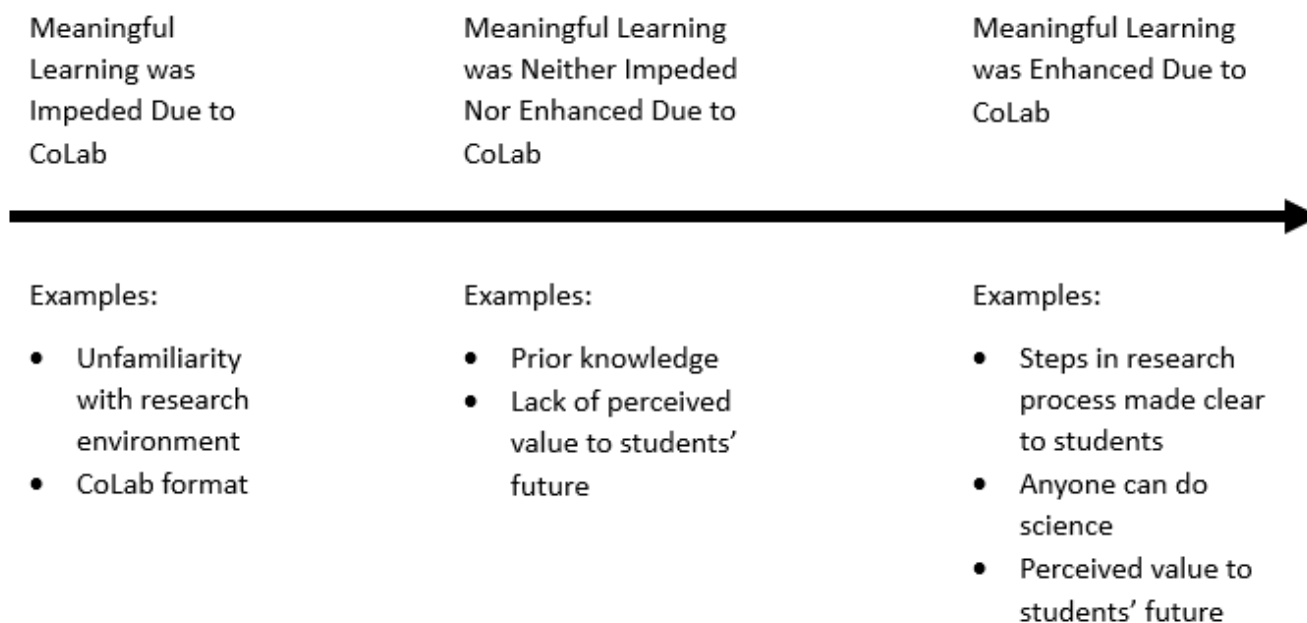 Meaningful
Learning was
Impeded Due to
CoLab
Meaningful Learning
was Neither Impeded
Nor Enhanced Due to
CoLab
Meaningful Learning
was Enhanced Due to
CoLab
Examples:
• Unfamiliarity
with research
environment
• CoLab format
Examples:
• Prior knowledge
• Lack of perceived
value to students’
future
Examples:
• Steps in research
process made clear
to students
• Anyone can do
science
• Perceived value to
students’ future